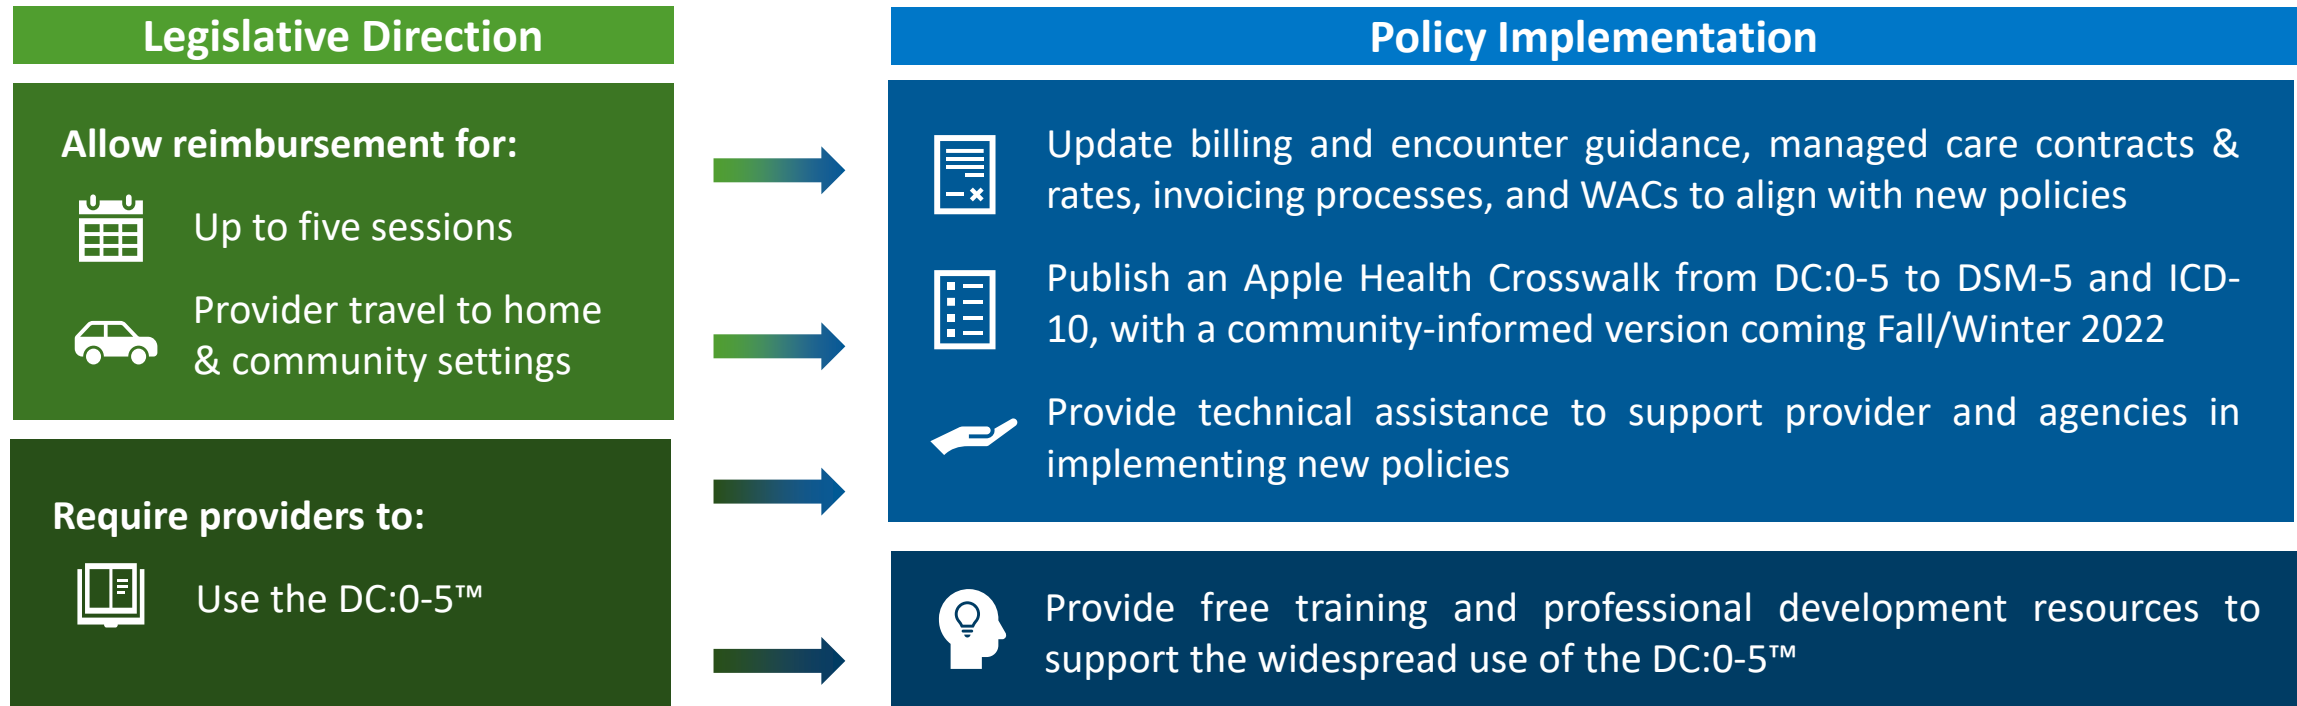 Legislative Direction
Allow reimbursement for:
Up to five sessions
Provider travel to home
& community settings
Require providers to:
Use the DC:0-5™
Policy Implementation
Update billing and encounter guidance, managed care contracts &
rates, invoicing processes, and WACs to align with new policies
Publish an Apple Health Crosswalk from DC:0-5 to DSM-5 and ICD-
10, with a community-informed version coming Fall/Winter 2022
Provide technical assistance to support provider and agencies in
implementing new policies
Provide free training and professional development resources to
support the widespread use of the DC:0-5™